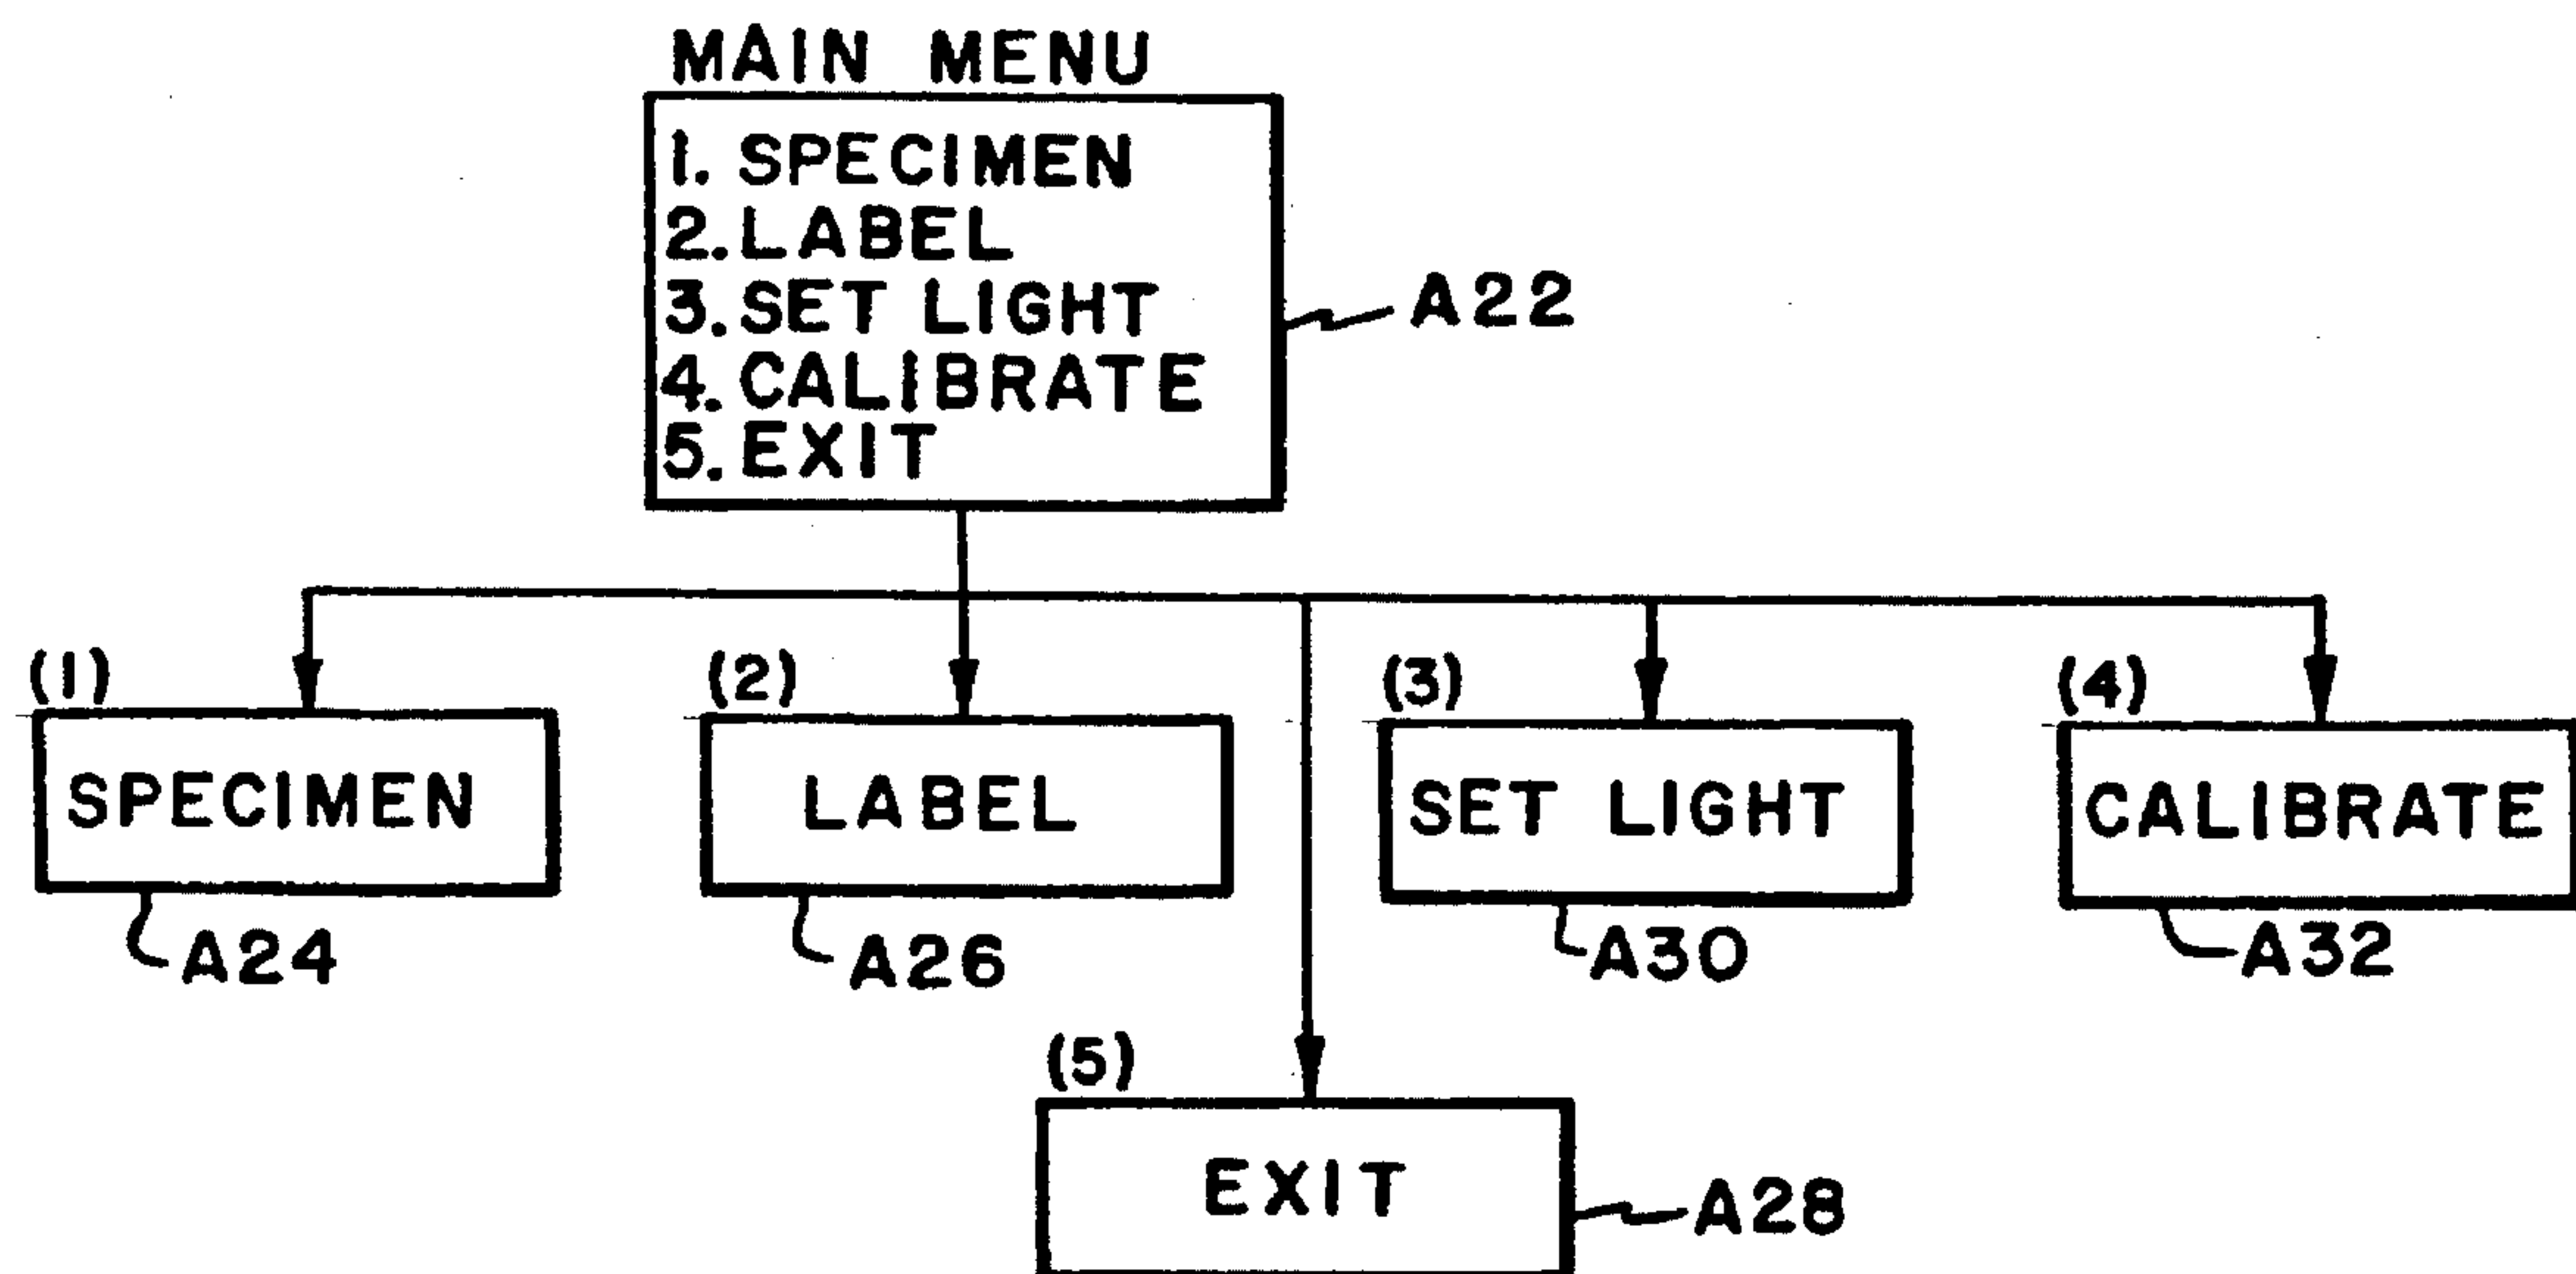 MAIN MENU
1. SPECIMEN
2. LABEL
3. SET LIGHT
4. CALIBRATE
5. EXIT
A22
(1)
SPECIMEN
A24
(2)
LABEL
A26
(3)
SET LIGHT
A30
(4)
CALIBRATE
A32
(5)
EXIT
A28